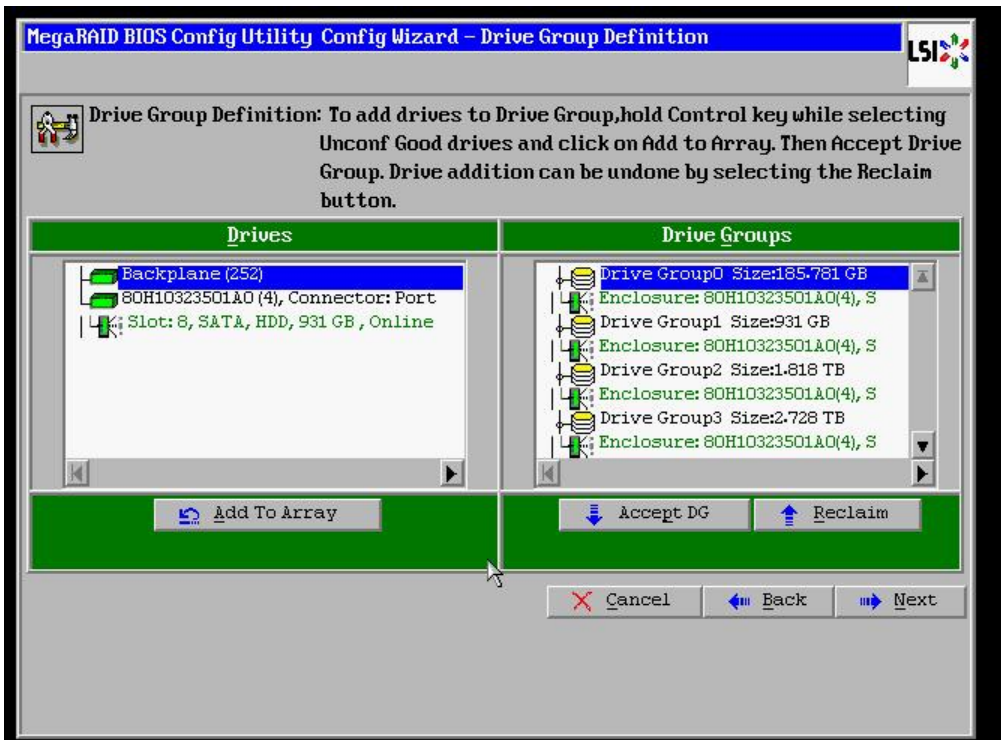 MegaRAID BIOS Config Utility Config Wizard – Drive Group Definition
LSI
Drive Group Definition: To add drives to Drive Group,hold Control key while selecting
Unconf Good drives and click on Add to Array. Then Accept Drive
Group. Drive addition can be undone by selecting the Reclaim
button.
Drives
Backplane (252)
80H10323501A0 (4), Connector: Port
Slot: 8, SATA, HDD, 931 GB , Online
Add To Array
Drive Groups
Drive Group0 Size:185.781 GB
Enclosure: 80H10323501A0(4), S
Drive Group1 Size:931 GB
Enclosure: 80H10323501A0(4), S
Drive Group2 Size:1.818 TB
Enclosure: 80H10323501A0(4), S
Drive Group3 Size:2.728 TB
Enclosure: 80H10323501A0(4), S
Accept DG
Reclaim
Cancel
Back
Next